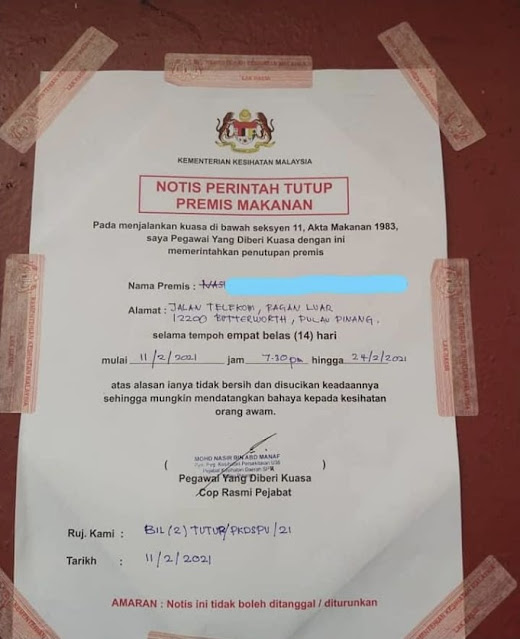 KEMENTERIAN KESIHATAN MALAYSIA
NOTIS PERINTAH TUTUP
PREMIS MAKANAN
Pada menjalankan kuasa di bawah seksyen 11, Akta Makanan 1983,
saya Pegawai Yang Diberi Kuasa dengan ini
memerintahkan penutupan premis
Nama Premis : NASI
Alamat : JALAN TELEKOM, BAGAN LUAR
12200 BUTTERWORTH, PULAU PINANG.
selama tempoh empat belas (14) hari
mulai 11/2/2021 jam 7.30pm hingga 24/2/2021
atas alasan ianya tidak bersih dan disucikan keadaannya
sehingga mungkin mendatangkan bahaya kepada kesihatan
orang awam.
( MOHD NASIR BIN ABD MANAF )
Pegawai Yang Diberi Kuasa
Cop Rasmi Pejabat
Ruj. Kami : BIL(2) TUTUP/PKDSPU/21
Tarikh : 11/2/2021
AMARAN : Notis ini tidak boleh ditanggal / diturunkan